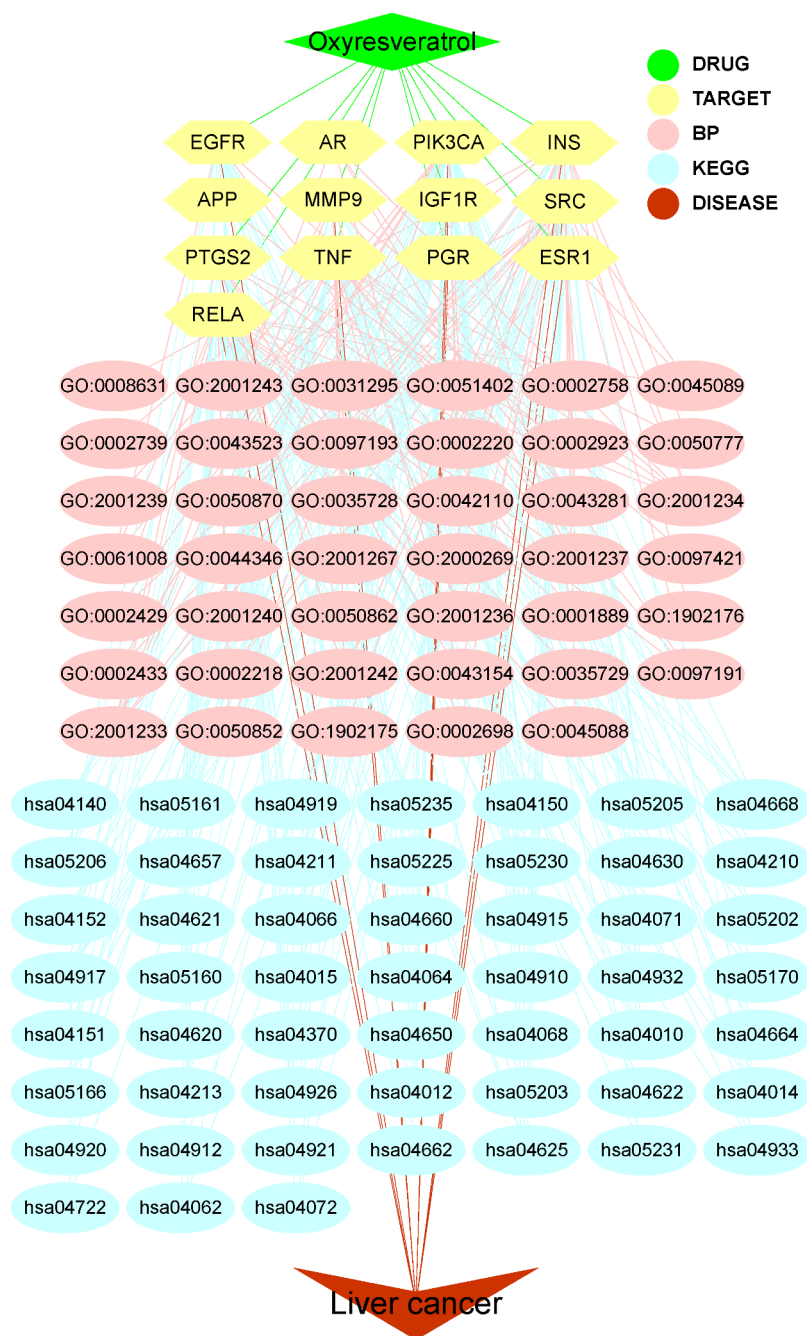 Oxyresveratrol
DRUG
TARGET
BP
KEGG
DISEASE
EGFR AR PIK3CA INS
APP MMP9 IGF1R SRC
PTGS2 TNF PGR ESR1
RELA
GO:0008631 GO:2001243 GO:0031295 GO:0051402 GO:0002758 GO:0045089
GO:0002739 GO:0043523 GO:0097193 GO:0002220 GO:0002923 GO:0050777
GO:2001239 GO:0050870 GO:0035728 GO:0042110 GO:0043281 GO:2001234
GO:0061008 GO:0044346 GO:2001267 GO:2000269 GO:2001237 GO:0097421
GO:0002429 GO:2001240 GO:0050862 GO:2001236 GO:0001889 GO:1902176
GO:0002433 GO:0002218 GO:2001242 GO:0043154 GO:0035729 GO:0097191
GO:2001233 GO:0050852 GO:1902175 GO:0002698 GO:0045088
hsa04140 hsa05161 hsa04919 hsa05235 hsa04150 hsa05205 hsa04668
hsa05206 hsa04657 hsa04211 hsa05225 hsa05230 hsa04630 hsa04210
hsa04152 hsa04621 hsa04066 hsa04660 hsa04915 hsa04071 hsa05202
hsa04917 hsa05160 hsa04015 hsa04064 hsa04910 hsa04932 hsa05170
hsa04151 hsa04620 hsa04370 hsa04650 hsa04068 hsa04010 hsa04664
hsa05166 hsa04213 hsa04926 hsa04012 hsa05203 hsa04622 hsa04014
hsa04920 hsa04912 hsa04921 hsa04662 hsa04625 hsa05231 hsa04933
hsa04722 hsa04062 hsa04072
Liver cancer